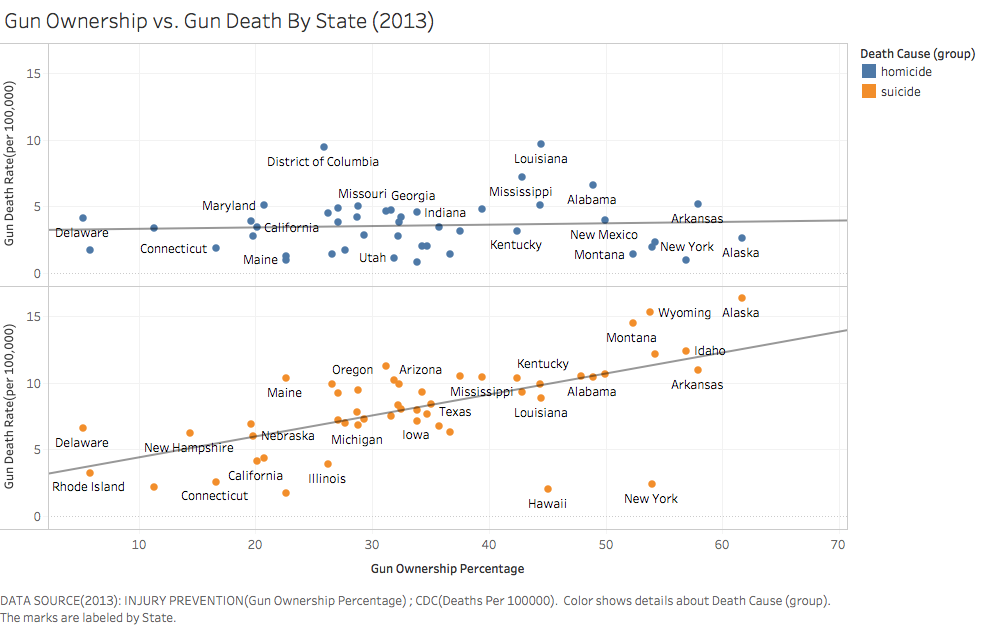 Gun Ownership vs. Gun Death By State (2013)
Death Cause (group)
homicide
suicide
Gun Death Rate(per 100,000)
15
10
5
0
District of Columbia
Louisiana
Mississippi
Missouri
Georgia
Alabama
Maryland
Indiana
Arkansas
Delaware
California
Connecticut
Kentucky
New Mexico
New York
Maine
Utah
Montana
Alaska
Gun Death Rate(per 100,000)
15
10
5
0
Wyoming
Alaska
Montana
Idaho
Oregon
Arizona
Kentucky
Maine
Mississippi
Alabama
Arkansas
Texas
Louisiana
Delaware
New Hampshire
Nebraska
Michigan
Iowa
California
Illinois
Rhode Island
Connecticut
Hawaii
New York
10
20
30
40
50
60
70
Gun Ownership Percentage
DATA SOURCE(2013): INJURY PREVENTION(Gun Ownership Percentage) ; CDC(Deaths Per 100000).  Color shows details about Death Cause (group).
The marks are labeled by State.